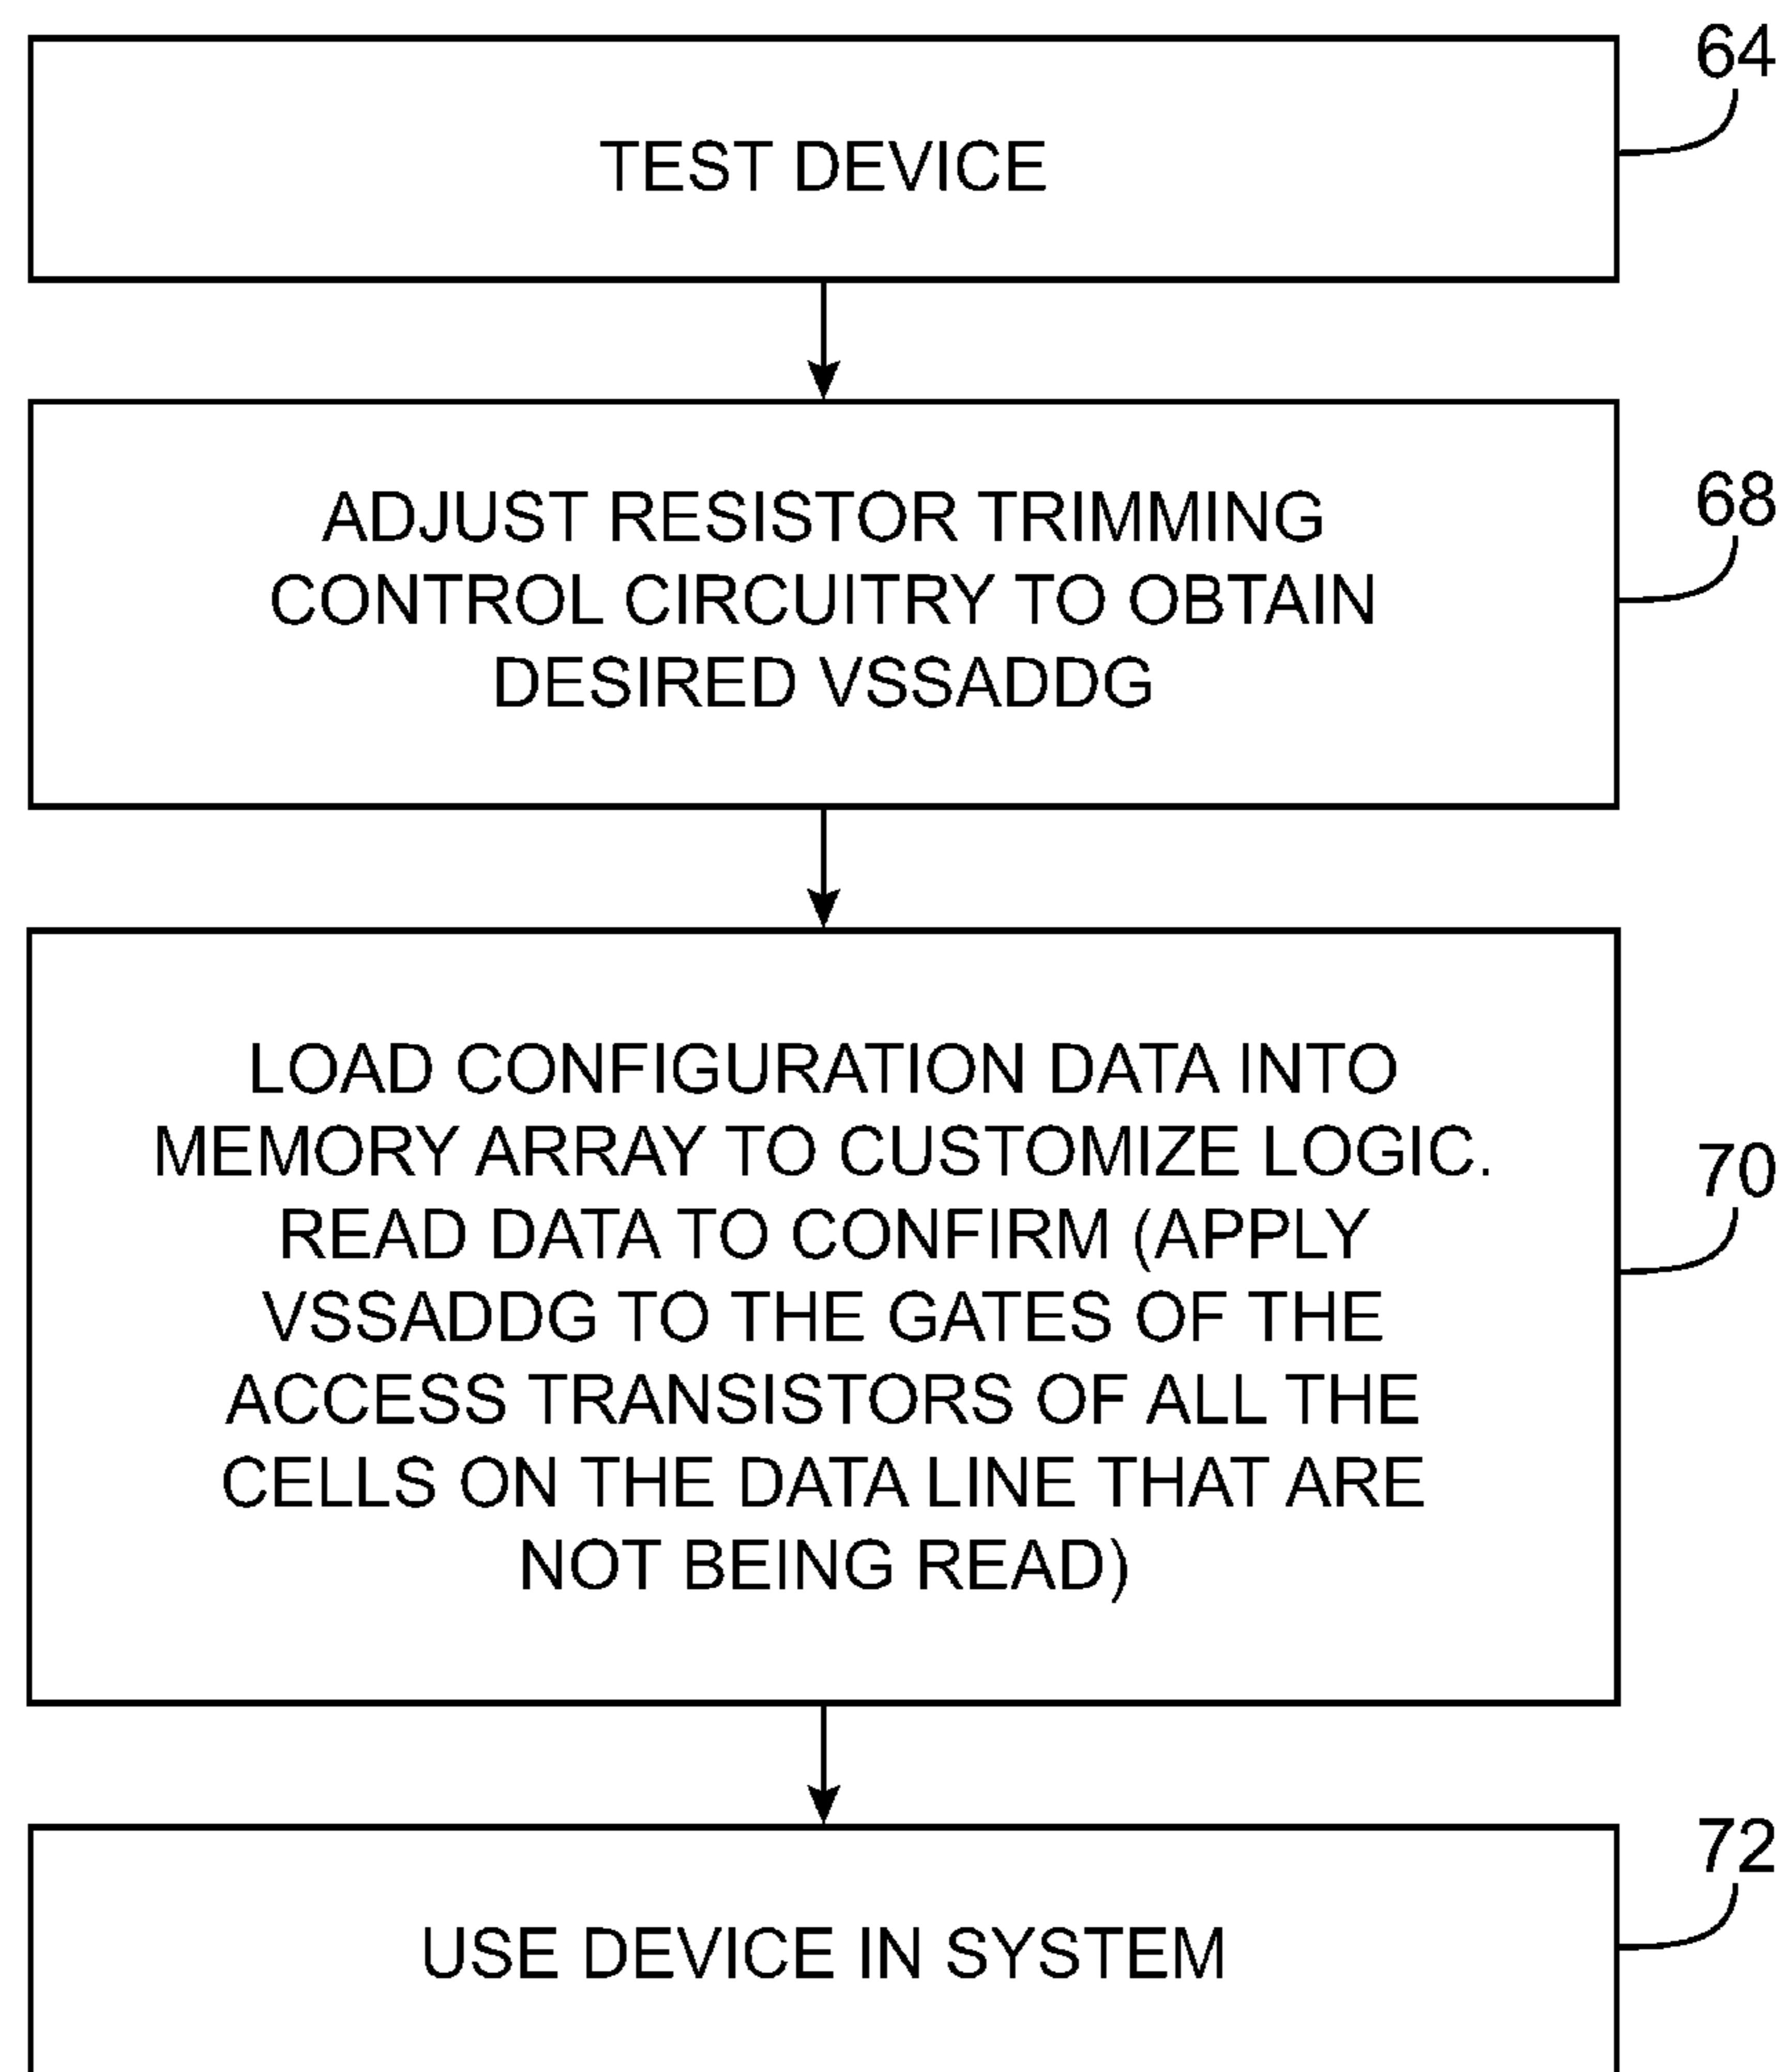 64
TEST DEVICE
68
ADJUST RESISTOR TRIMMING
CONTROL CIRCUITRY TO OBTAIN
DESIRED VSSADDG
LOAD CONFIGURATION DATA INTO
MEMORY ARRAY TO CUSTOMIZE LOGIC.
70
READ DATA TO CONFIRM (APPLY
VSSADDG TO THE GATES OF THE
ACCESS TRANSISTORS OF ALL THE
CELLS ON THE DATA LINE THAT ARE
NOT BEING READ)
72
USE DEVICE IN SYSTEM